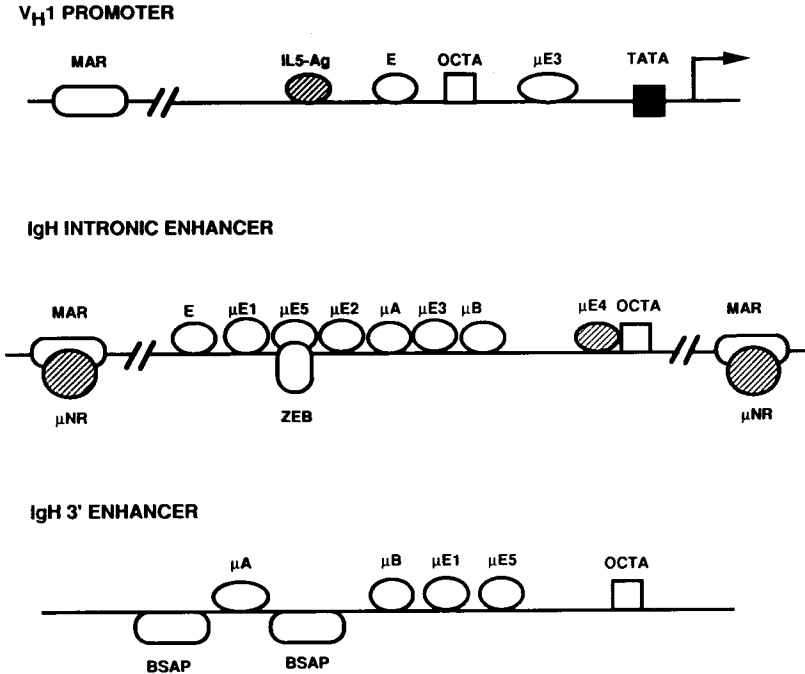 VH1 PROMOTER
MAR IL5-Ag E OCTA μE3 TATA
IgH INTRONIC ENHANCER
MAR E μE1 μE5 μE2 μA μE3 μB μE4 OCTA MAR
μNR ZEB μNR
IgH 3' ENHANCER
μA μB μE1 μE5 OCTA
BSAP BSAP